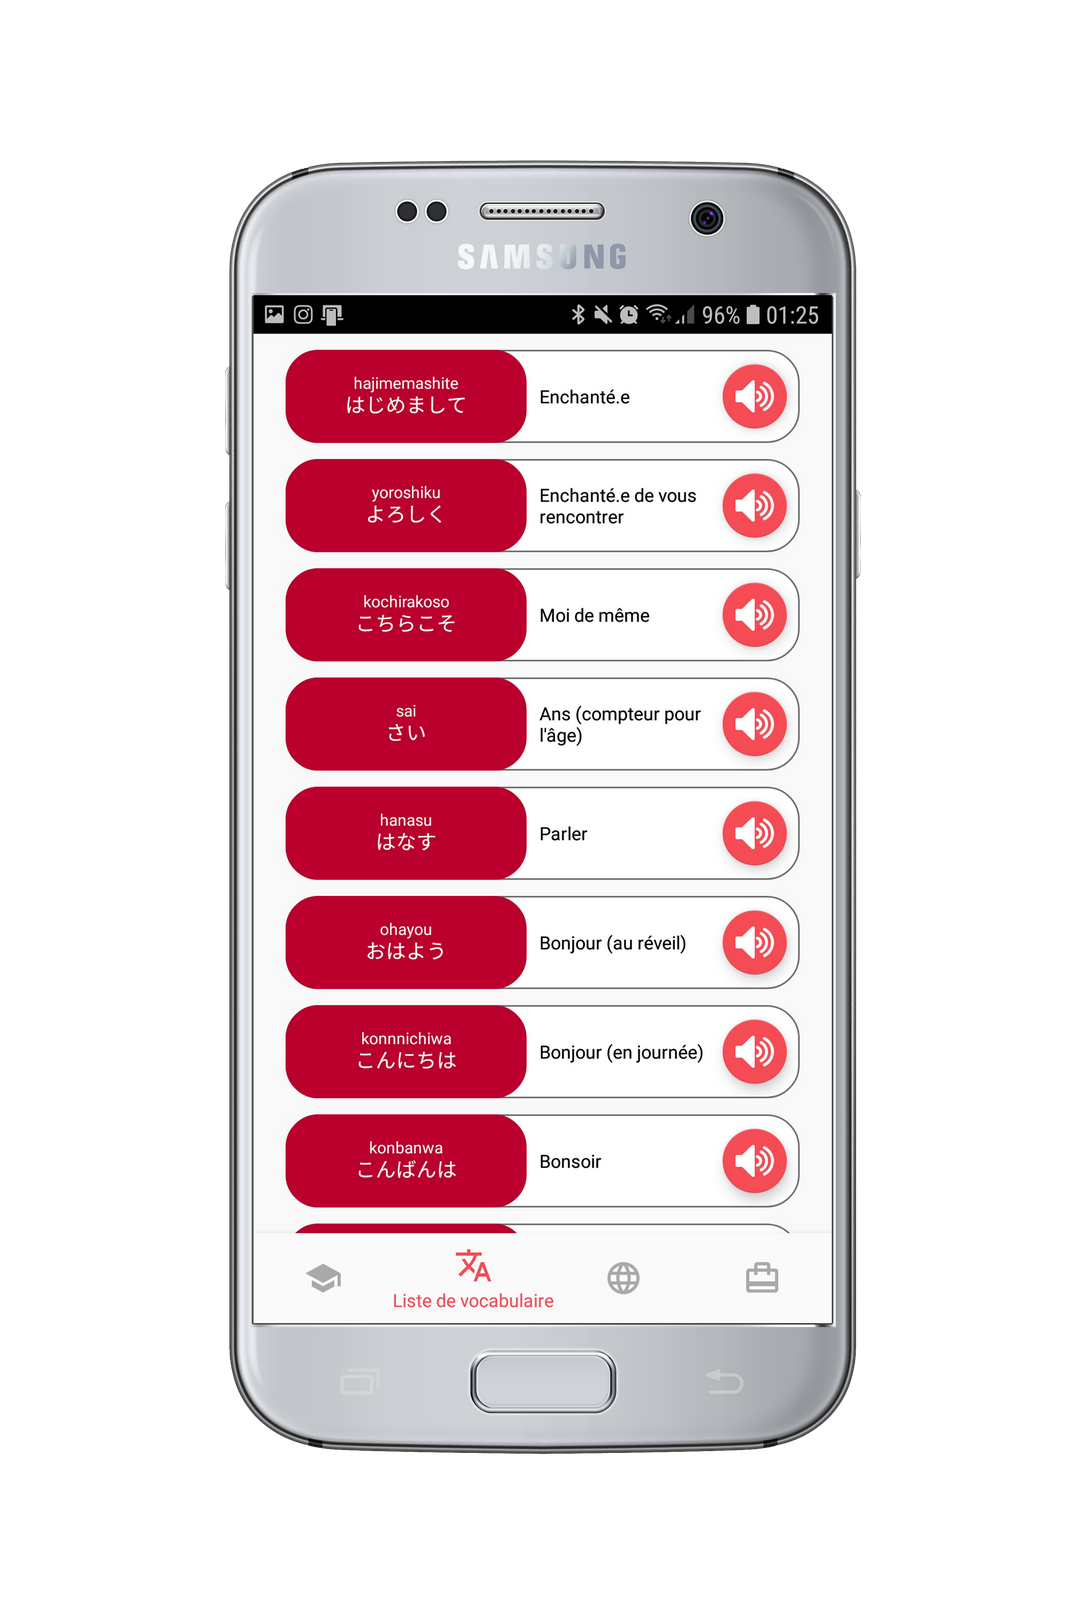 SAMSUNG
96% 01:25
hajimemashite
はじめまして
Enchanté.e
yoroshiku
よろしく
Enchanté.e de vous
rencontrer
kochirakoso
こちらこそ
Moi de même
sai
さい
Ans (compteur pour
l'âge)
hanasu
はなす
Parler
ohayou
おはよう
Bonjour (au réveil)
konnnichiwa
こんにちは
Bonjour (en journée)
konbanwa
こんばんは
Bonsoir
Liste de vocabulaire